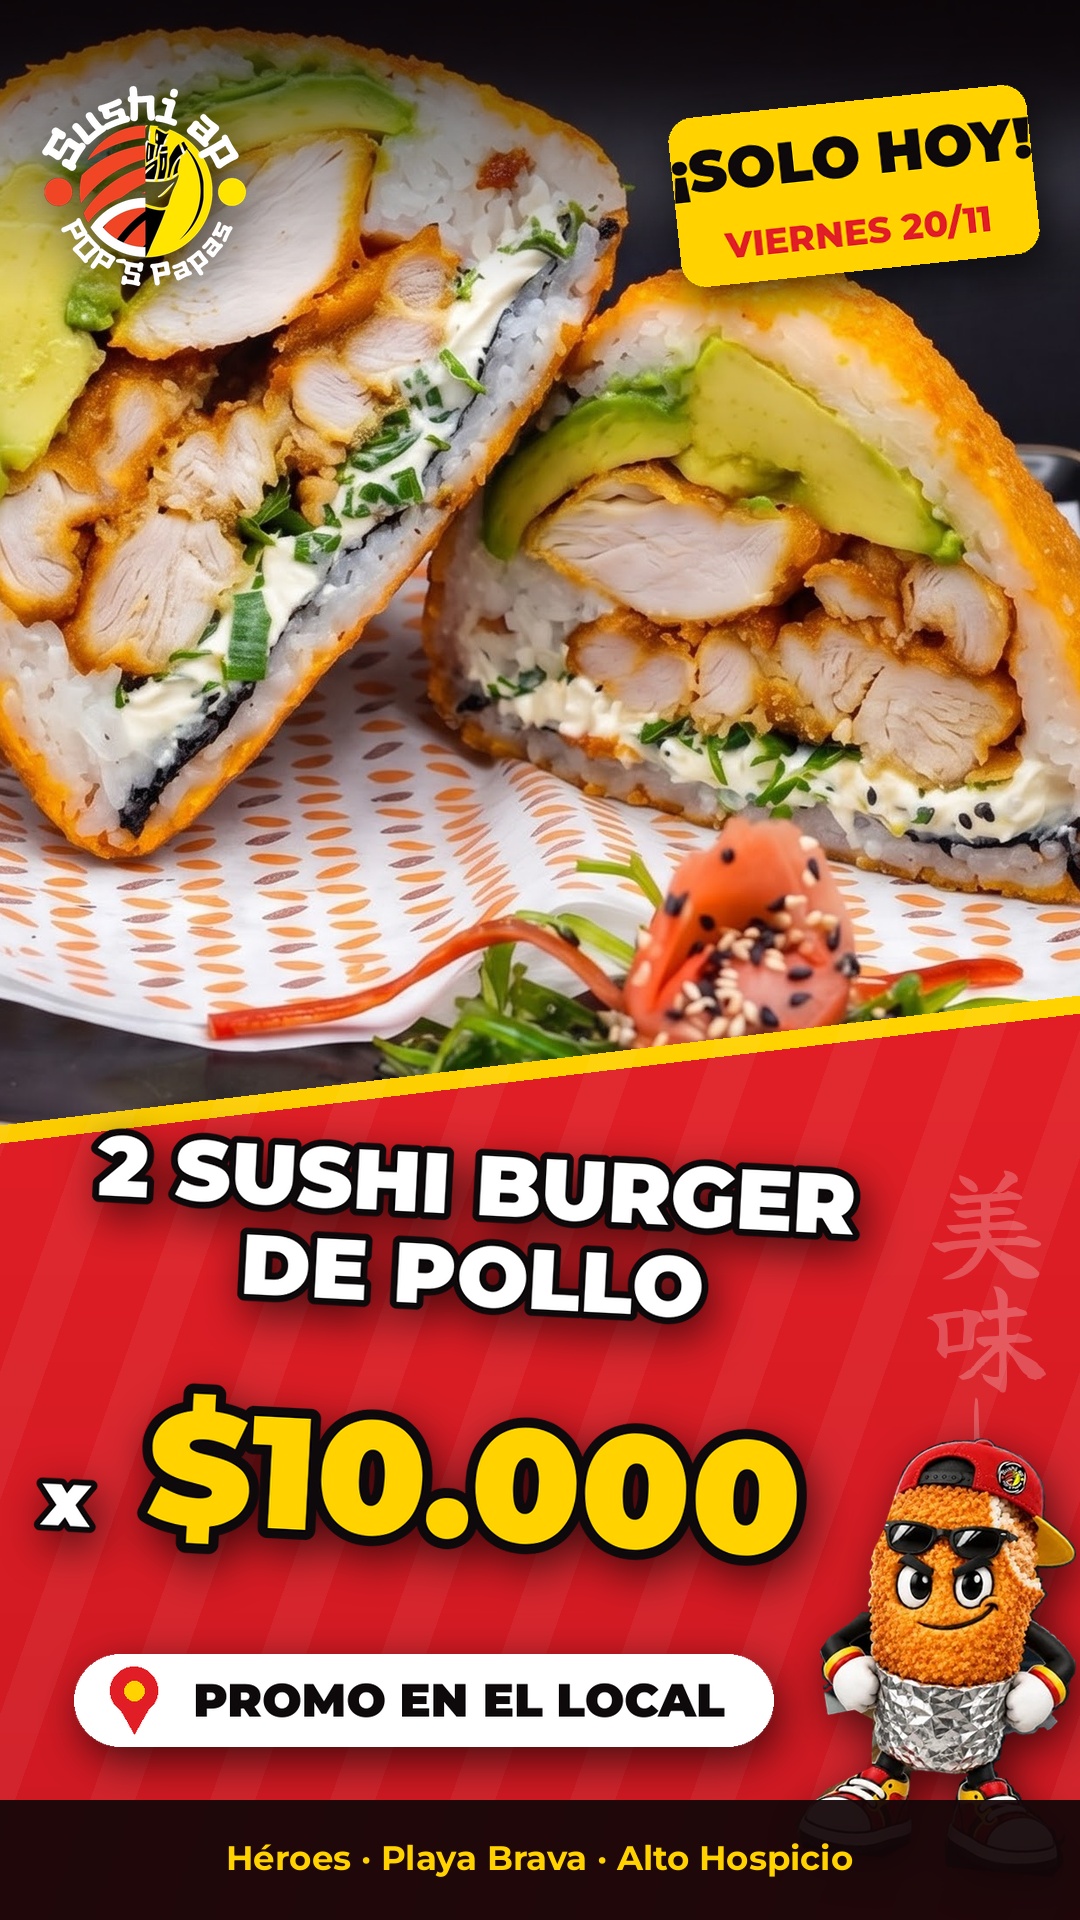 Sushi ap
POP'S Papas
¡SOLO HOY!
VIERNES 20/11
2 SUSHI BURGER
DE POLLO
美味
x $10.000
PROMO EN EL LOCAL
Héroes · Playa Brava · Alto Hospicio